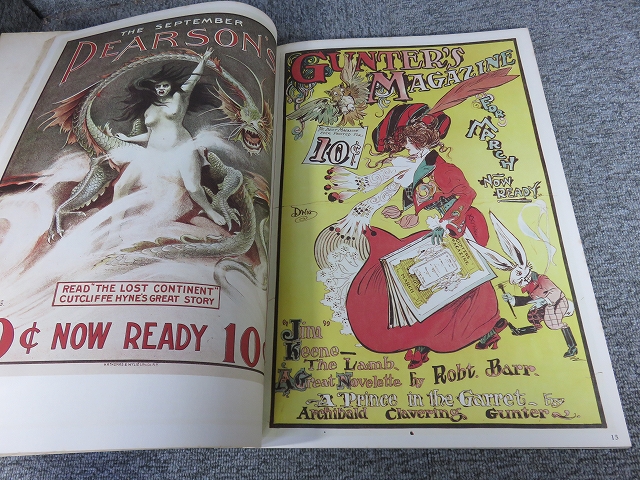 THE SEPTEMBER
PEARSON'S
READ "THE LOST CONTINENT"
CUTCLIFFE HYNE'S GREAT STORY
¢ NOW READY 10¢
GUNTER'S
MAGAZINE
FOR
MARCH
NOW
READY
10¢
"JIM
KEENE"—
The Lamb
A Great Novelette by Robt. Barr
A Prince in the Garret. by
Archibald Clavering Gunter
15